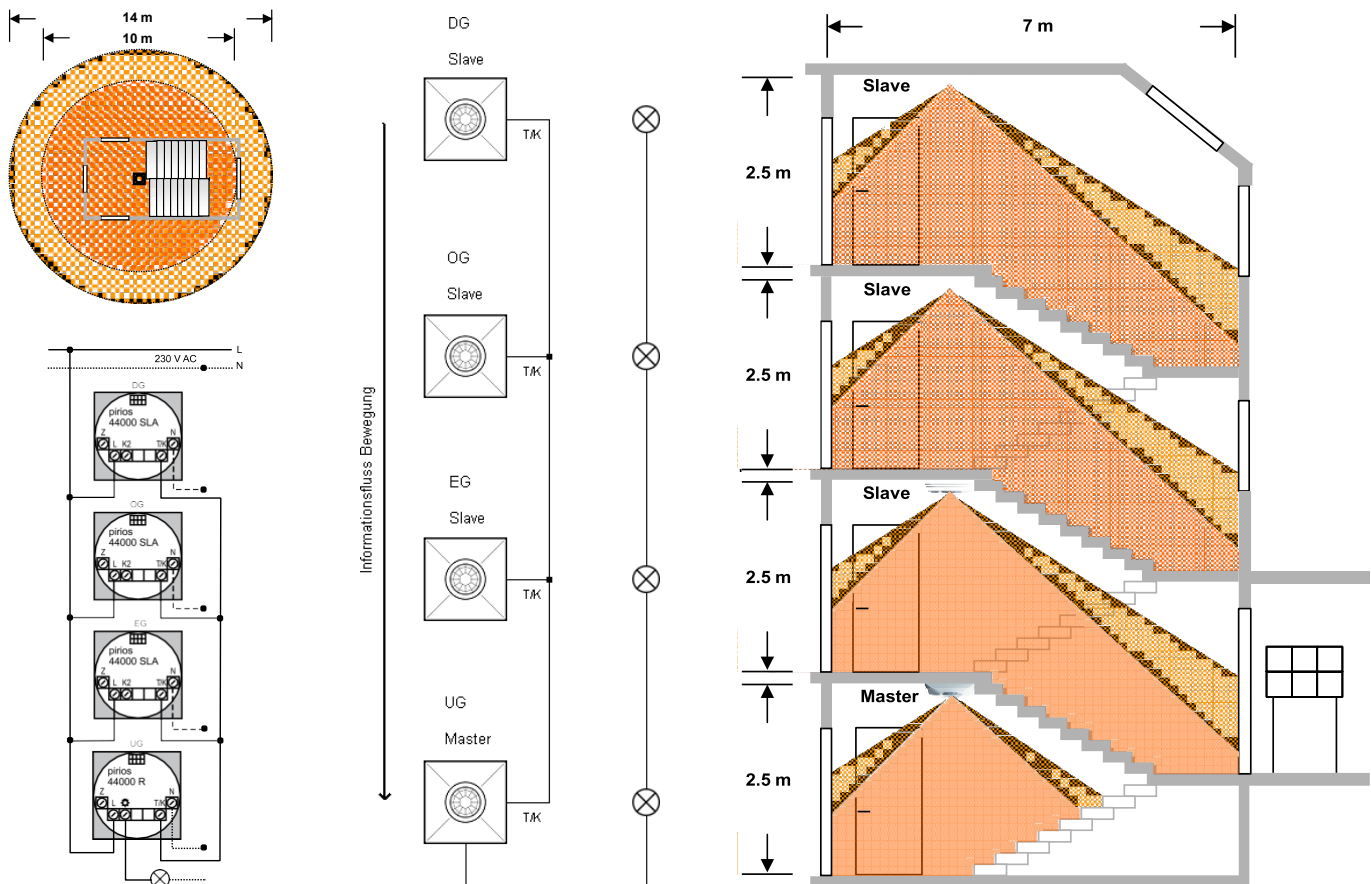 14 m
10 m
L
230 V AC
N
DG
pirios
44000 SLA
Z
N
L K2
T/K
OG
pirios
44000 SLA
Z
N
L K2
T/K
EG
pirios
44000 SLA
Z
N
L K2
T/K
UG
pirios
44000 R
Z
N
L
T/K
Informationsfluss Bewegung
DG
Slave
T/K
OG
Slave
T/K
EG
Slave
T/K
UG
Master
T/K
7 m
Slave
2.5 m
Slave
2.5 m
Slave
2.5 m
Master
2.5 m